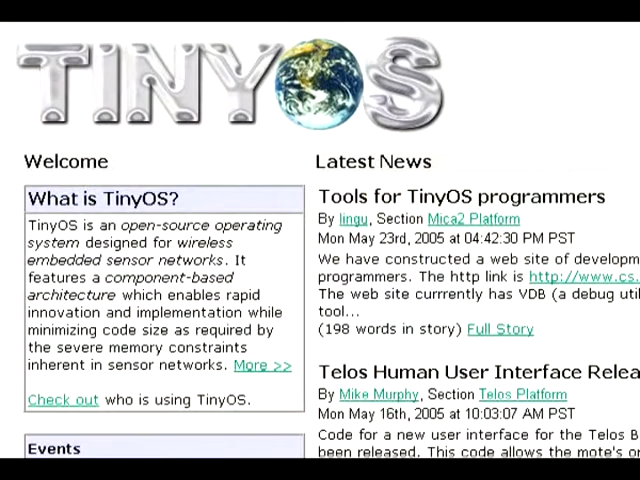 TINYOS
Welcome
What is TinyOS?
TinyOS is an open-source operating
system designed for wireless
embedded sensor networks. It
features a component-based
architecture which enables rapid
innovation and implementation while
minimizing code size as required by
the severe memory constraints
inherent in sensor networks. More >>
Check out who is using TinyOS.
Events
Latest News
Tools for TinyOS programmers
By lingu, Section Mica2 Platform
Mon May 23rd, 2005 at 04:42:30 PM PST
We have constructed a web site of developm
programmers. The http link is http://www.cs.
The web site currrently has VDB (a debug util
tool...
(198 words in story) Full Story
Telos Human User Interface Relea
By Mike Murphy, Section Telos Platform
Mon May 16th, 2005 at 10:03:07 AM PST
Code for a new user interface for the Telos B
been released. This code allows the mote's or